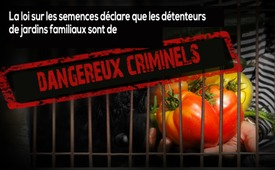 La loi sur les semences déclare que les détenteurs
de jardins familiaux sont de
DANGEREUX CRIMINELS